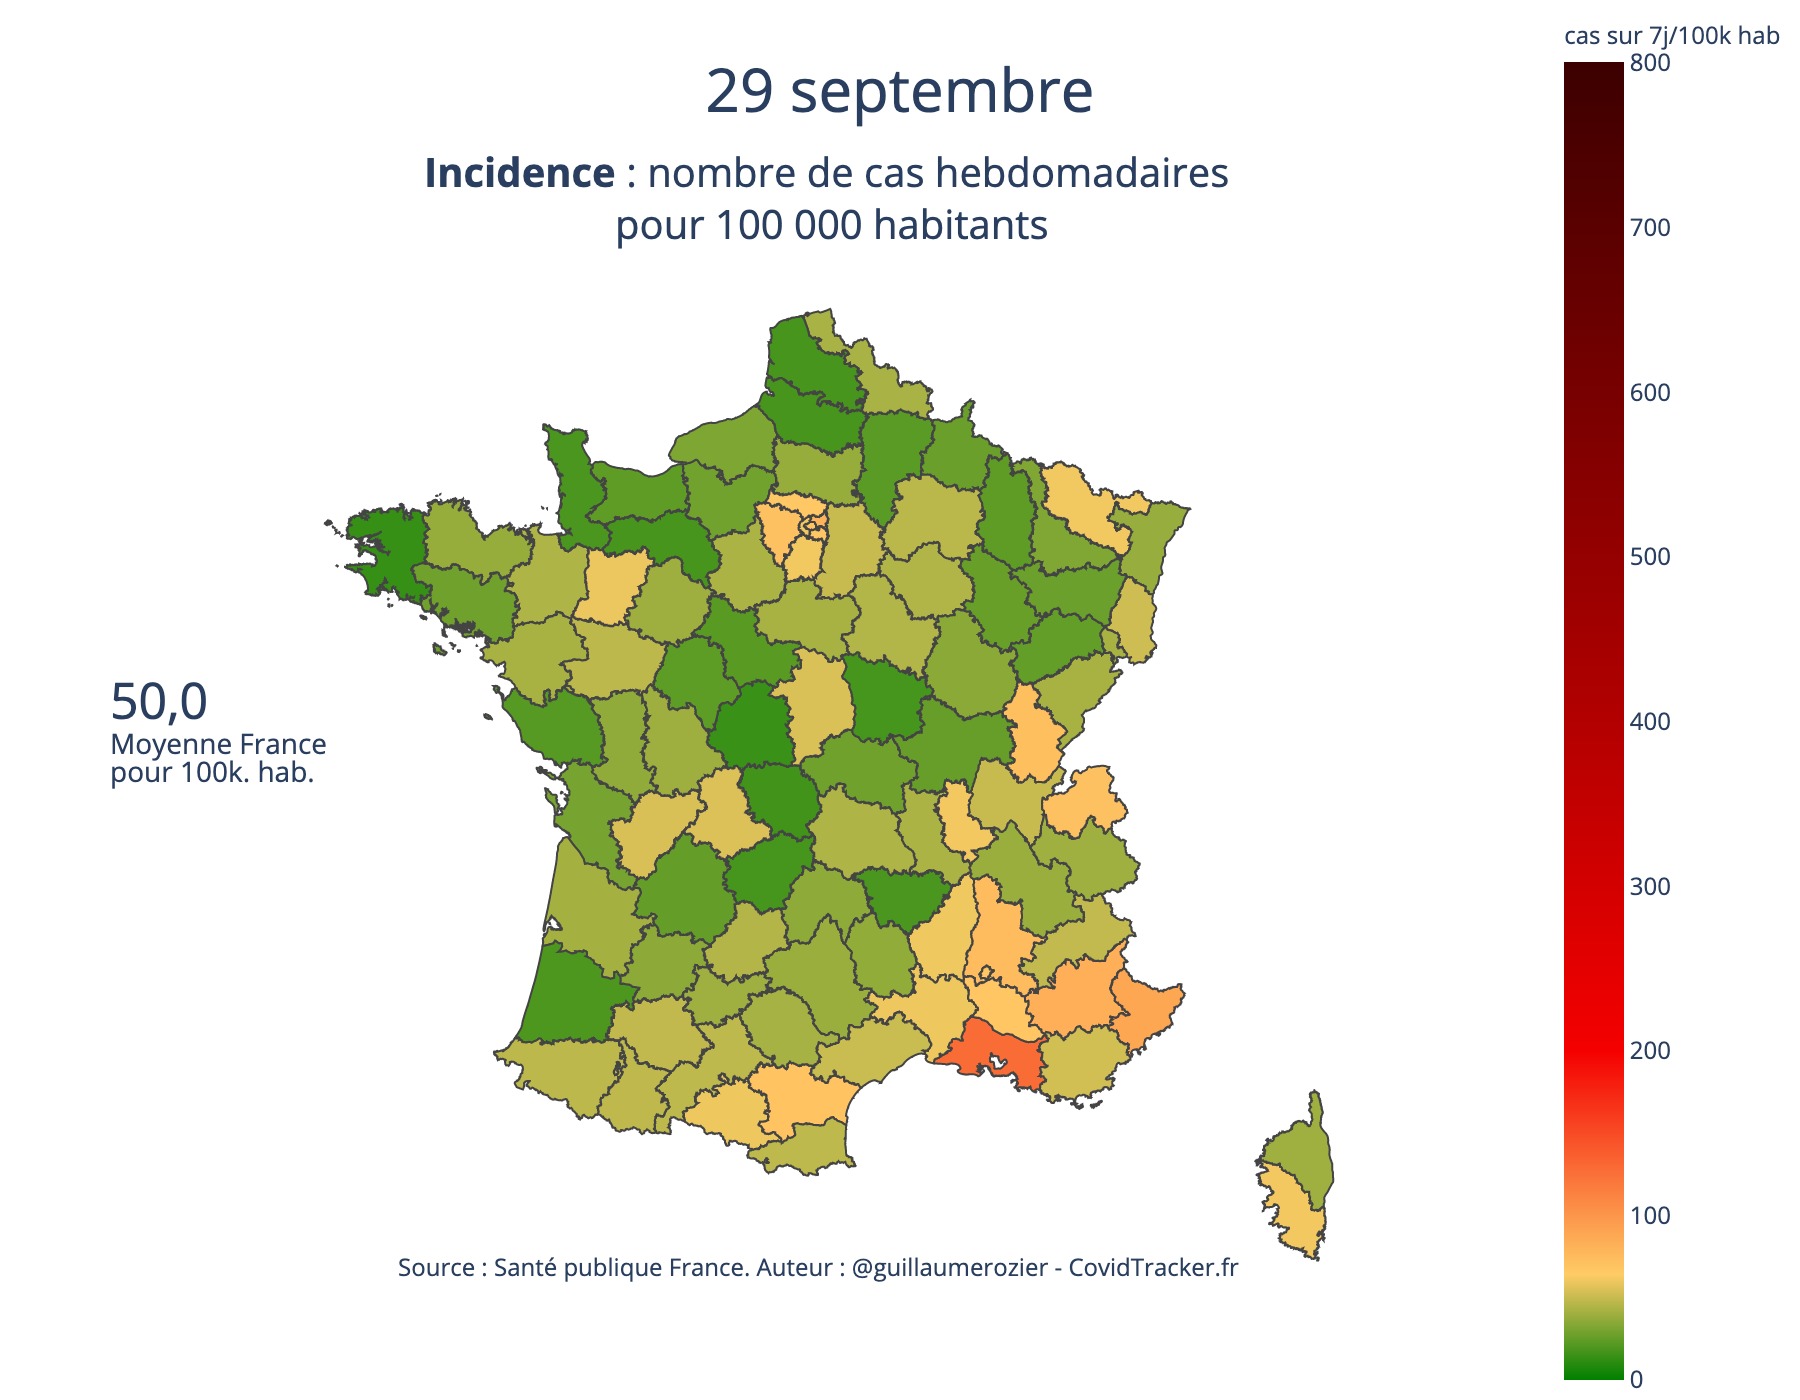 cas sur 7j/100k hab
800
29 septembre
Incidence : nombre de cas hebdomadaires
pour 100 000 habitants
700
600
500
400
300
200
100
0
50,0
Moyenne France
pour 100k. hab.
Source : Santé publique France. Auteur : @guillaumerozier - CovidTracker.fr